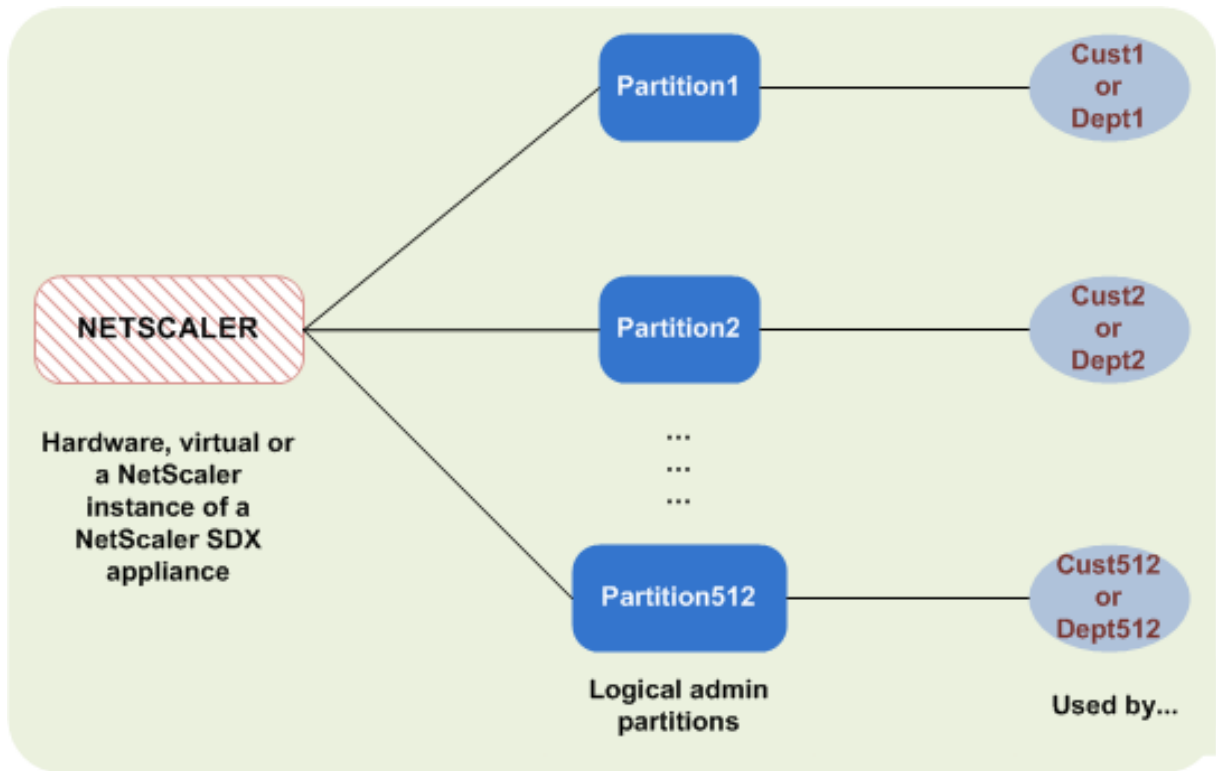 Partition1
Cust1
or
Dept1
NETSCALER
Partition2
Cust2
or
Dept2
Hardware, virtual or
a NetScaler
instance of a
NetScaler SDX
appliance
...
...
...
Partition512
Cust512
or
Dept512
Logical admin
partitions
Used by...